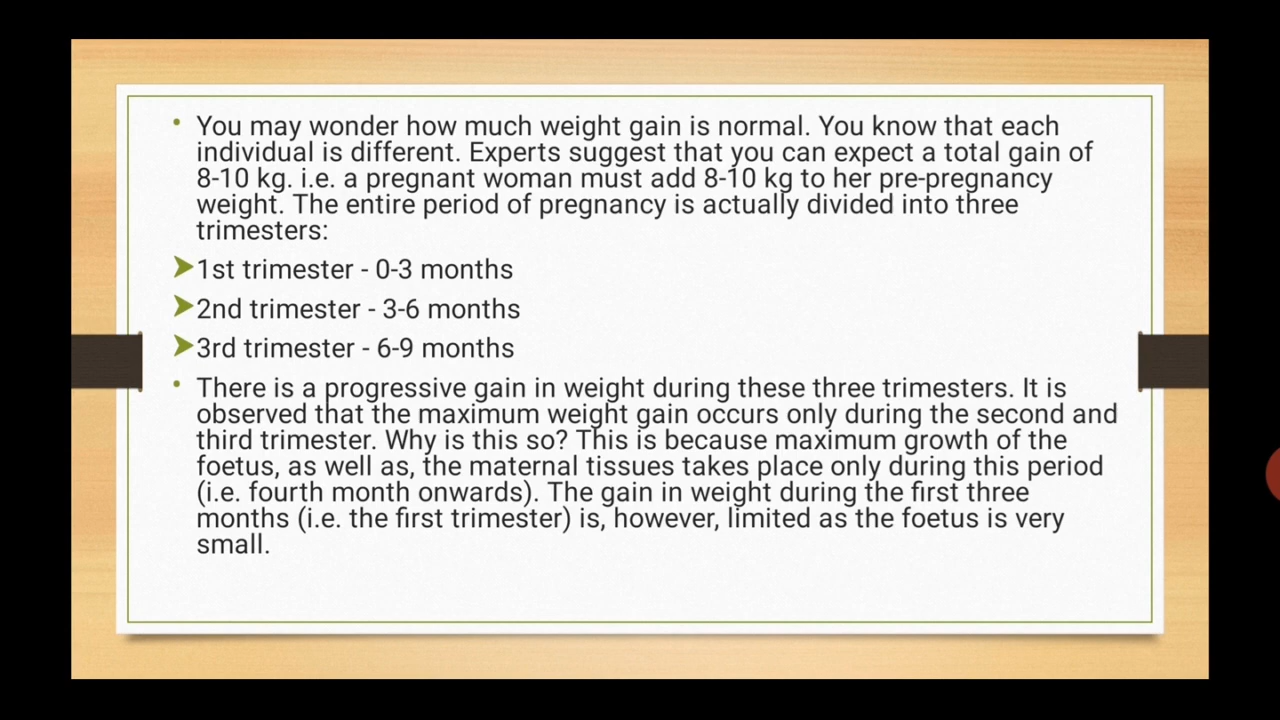 You may wonder how much weight gain is normal. You know that each
individual is different. Experts suggest that you can expect a total gain of
8-10 kg. i.e. a pregnant woman must add 8-10 kg to her pre-pregnancy
weight. The entire period of pregnancy is actually divided into three
trimesters:
1st trimester - 0-3 months
2nd trimester - 3-6 months
3rd trimester - 6-9 months
There is a progressive gain in weight during these three trimesters. It is
observed that the maximum weight gain occurs only during the second and
third trimester. Why is this so? This is because maximum growth of the
foetus, as well as, the maternal tissues takes place only during this period
(i.e. fourth month onwards). The gain in weight during the first three
months (i.e. the first trimester) is, however, limited as the foetus is very
small.